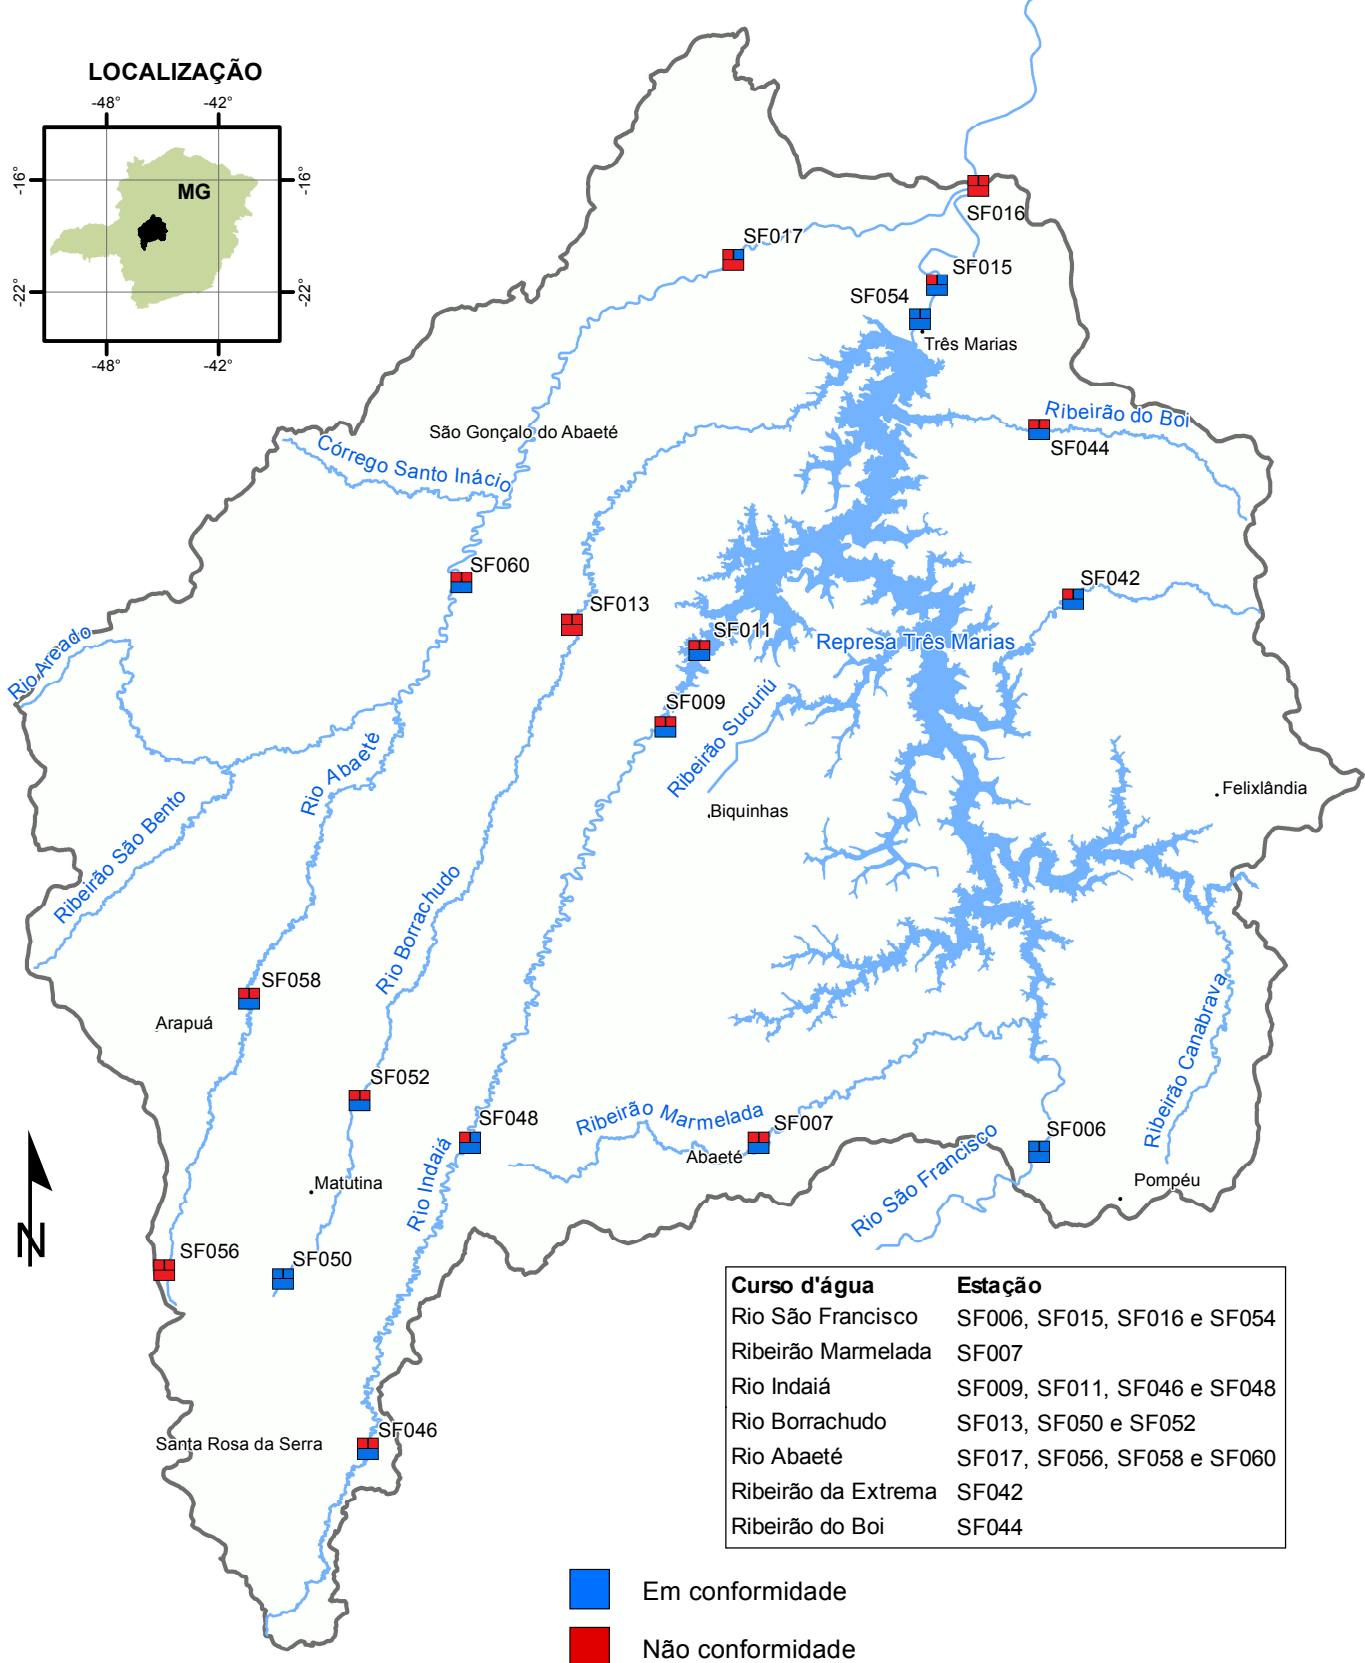 LOCALIZAÇÃO
-48° -42°
-16° -16°
MG
-22° -22°
-48° -42°
SF016
SF017
SF015
SF054
Três Marias
Ribeirão do Boi
São Gonçalo do Abaeté
SF044
Córrego Santo Inácio
SF060
SF042
SF013
SF011
Represa Três Marias
Rio Areado
SF009
Ribeirão Sucuriú
Rio Abaeté
Felixlândia
Biquinhas
Ribeirão São Bento
Rio Borrachudo
SF058
Arapuá
Ribeirão Canabrava
SF052
SF048
Ribeirão Marmelada
SF007
SF006
Abaeté
Rio São Francisco
Rio Indaiá
Matutina
Pompéu
N
SF056
SF050
Curso d'água Estação
Rio São Francisco SF006, SF015, SF016 e SF054
Ribeirão Marmelada SF007
Rio Indaiá SF009, SF011, SF046 e SF048
Rio Borrachudo SF013, SF050 e SF052
Rio Abaeté SF017, SF056, SF058 e SF060
Ribeirão da Extrema SF042
Ribeirão do Boi SF044
SF046
Santa Rosa da Serra
Em conformidade
Não conformidade